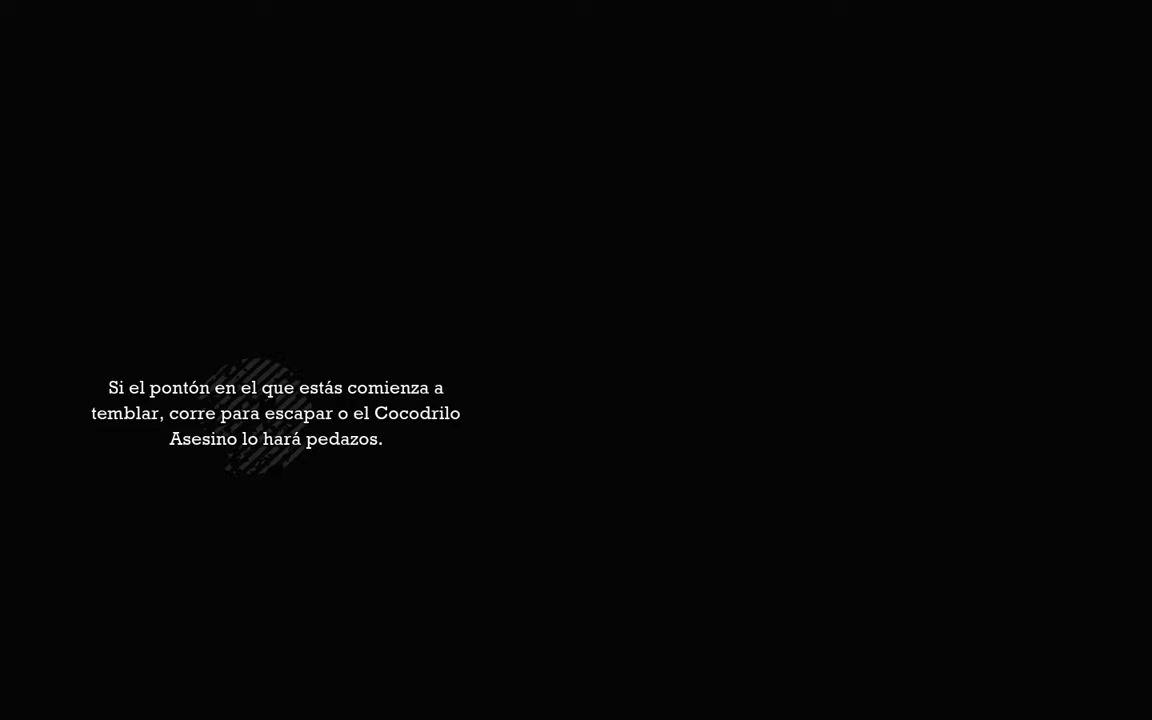 Si el pontón en el que estás comienza a
temblar, corre para escapar o el Cocodrilo
Asesino lo hará pedazos.